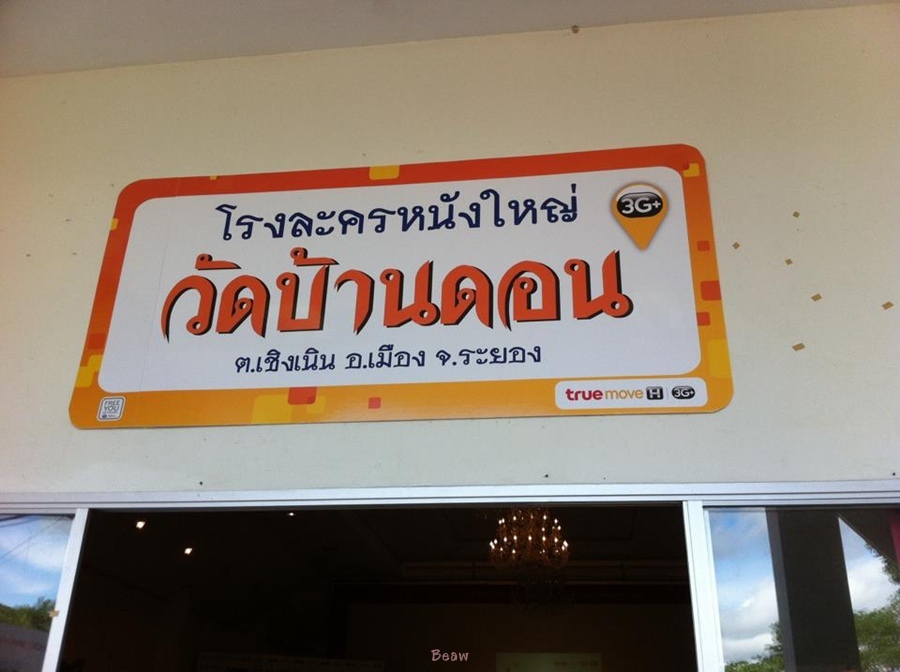 โรงละครหนังใหญ่
3G+
วัดบ้านดอน
ต.เชิงเนิน อ.เมือง จ.ระยอง
FREE YOU
truemove H 3G+
Beaw